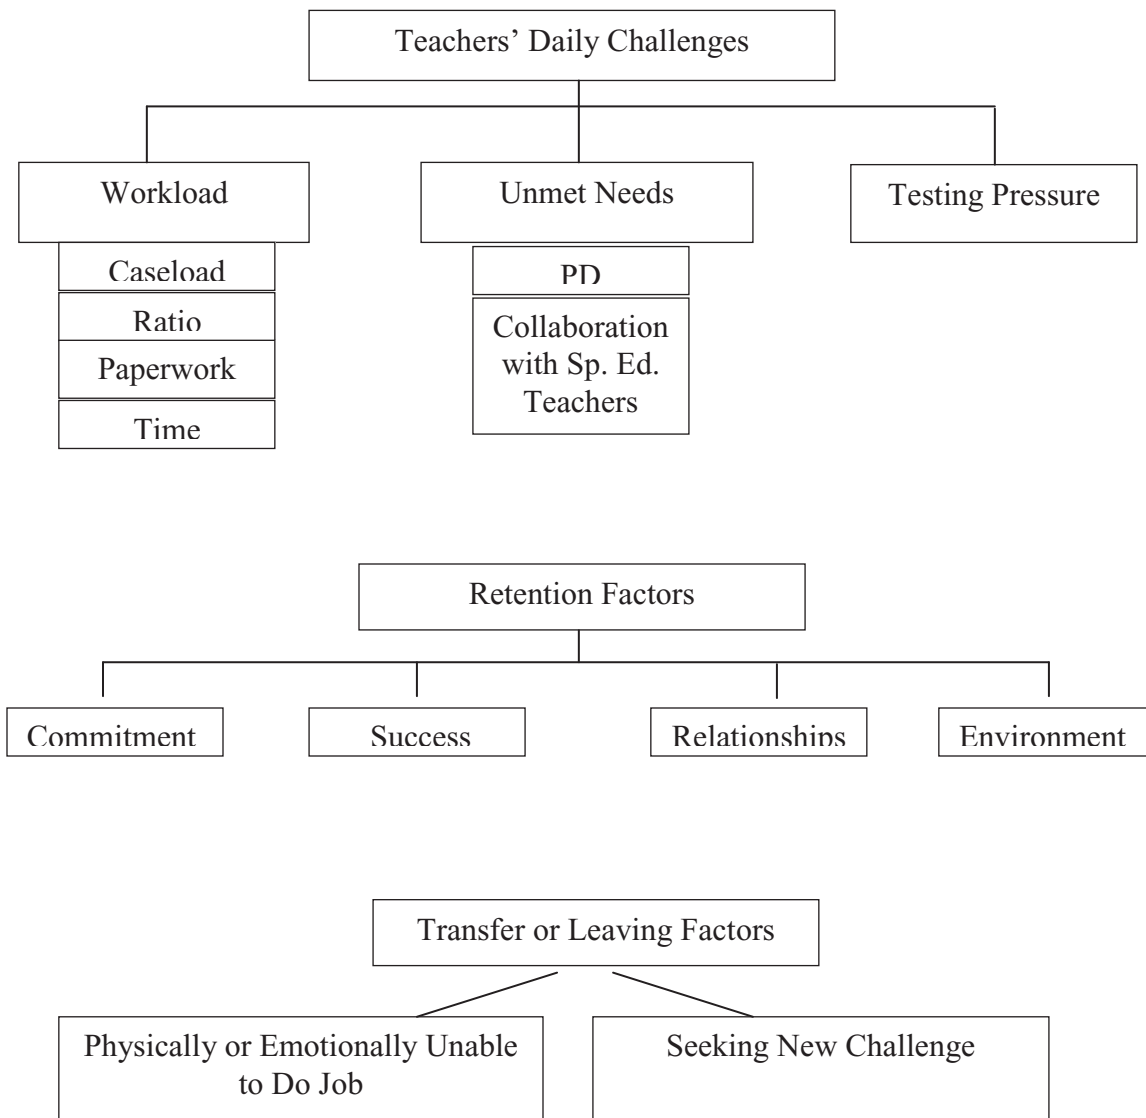 Teachers’ Daily Challenges
Workload
Unmet Needs
Testing Pressure
Caseload
Ratio
Paperwork
Time
PD
Collaboration
with Sp. Ed.
Teachers
Retention Factors
Commitment
Success
Relationships
Environment
Transfer or Leaving Factors
Physically or Emotionally Unable
to Do Job
Seeking New Challenge